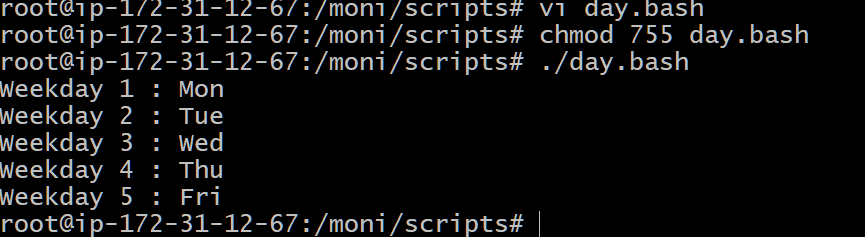 root@ip-172-31-12-67:/moni/scripts# vi day.bash
root@ip-172-31-12-67:/moni/scripts# chmod 755 day.bash
root@ip-172-31-12-67:/moni/scripts# ./day.bash
Weekday 1 : Mon
Weekday 2 : Tue
Weekday 3 : Wed
Weekday 4 : Thu
Weekday 5 : Fri
root@ip-172-31-12-67:/moni/scripts#